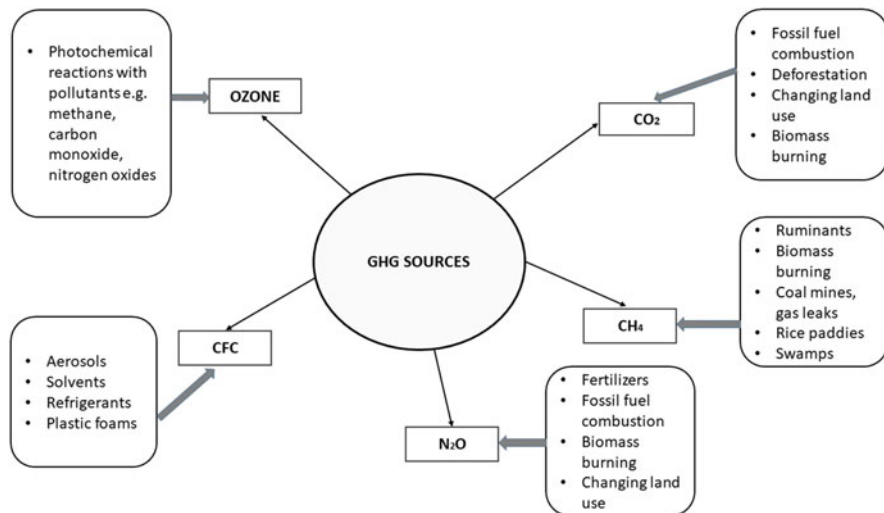 • Photochemical
reactions with
pollutants e.g.
methane,
carbon
monoxide,
nitrogen oxides
OZONE
• Fossil fuel
combustion
• Deforestation
• Changing land
use
• Biomass
burning
CO₂
GHG SOURCES
• Ruminants
• Biomass
burning
• Coal mines,
gas leaks
• Rice paddies
• Swamps
CH₄
CFC
• Aerosols
• Solvents
• Refrigerants
• Plastic foams
N₂O
• Fertilizers
• Fossil fuel
combustion
• Biomass
burning
• Changing land
use